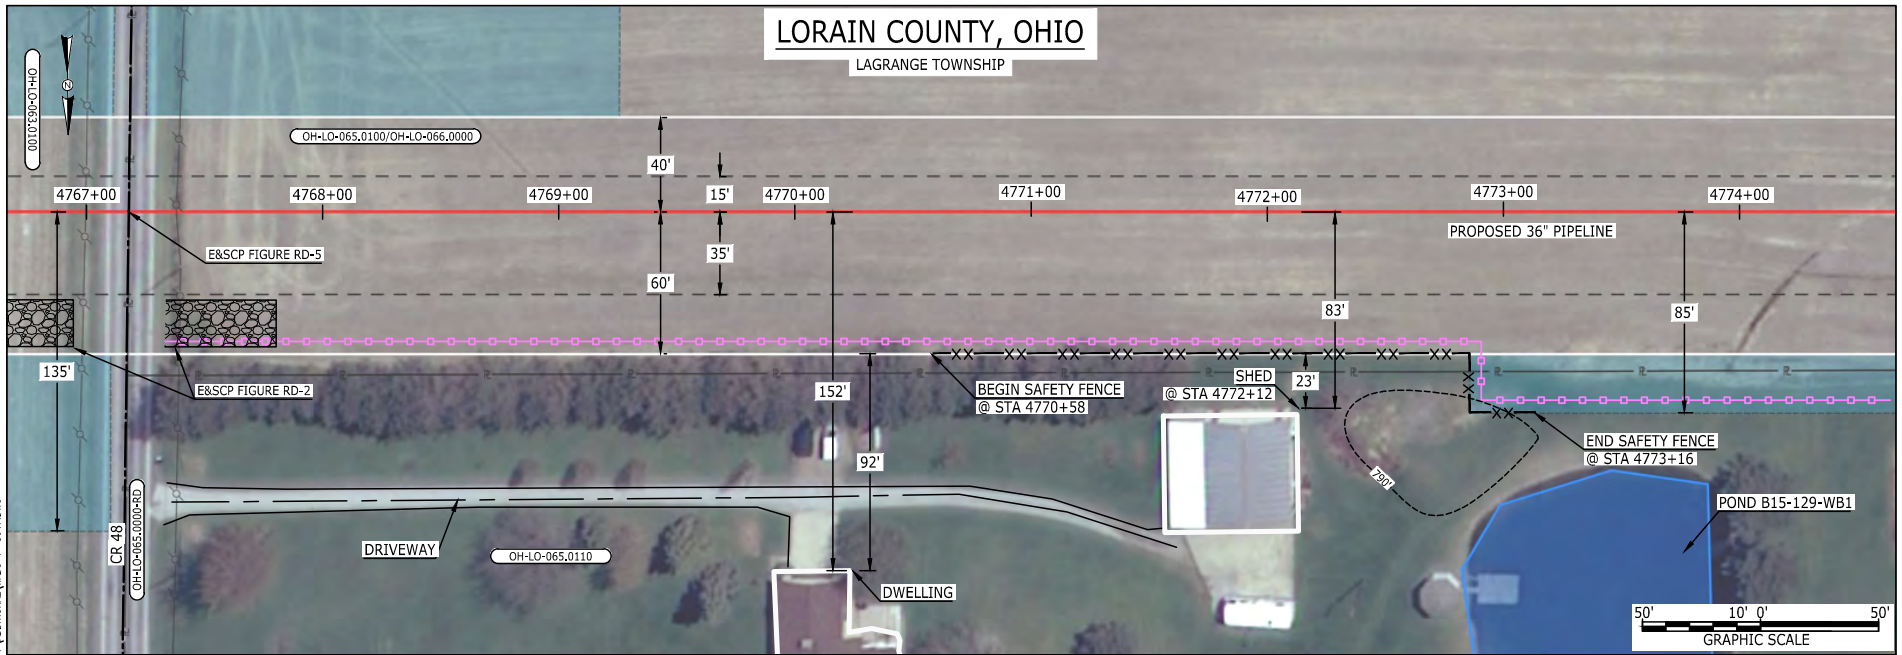 LORAIN COUNTY, OHIO
LAGRANGE TOWNSHIP
OH-LO-063.0100
N
OH-LO-065.0100/OH-LO-066.0000
40'
15'
4767+00
4768+00
4769+00
4770+00
4771+00
4772+00
4773+00
4774+00
PROPOSED 36" PIPELINE
E&SCP FIGURE RD-5
35'
60'
83'
85'
135'
E&SCP FIGURE RD-2
152'
BEGIN SAFETY FENCE
@ STA 4770+58
SHED
@ STA 4772+12
23'
92'
790'
END SAFETY FENCE
@ STA 4773+16
POND B15-129-WB1
CR 48
OH-LO-065.0000-RD
DRIVEWAY
OH-LO-065.0110
DWELLING
50'
10'
0'
50'
GRAPHIC SCALE